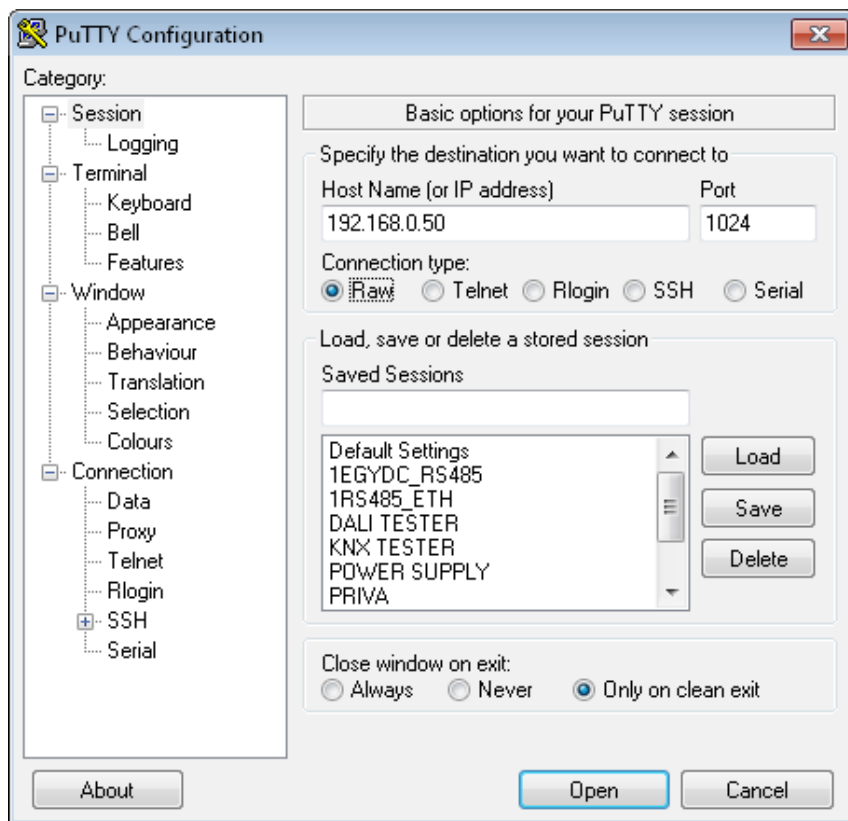 PuTTY Configuration
Category:
Session
Logging
Terminal
Keyboard
Bell
Features
Window
Appearance
Behaviour
Translation
Selection
Colours
Connection
Data
Proxy
Telnet
Rlogin
SSH
Serial
Basic options for your PuTTY session
Specify the destination you want to connect to
Host Name (or IP address) Port
192.168.0.50 1024
Connection type:
Raw Telnet Rlogin SSH Serial
Load, save or delete a stored session
Saved Sessions
Default Settings
1EGYDC_RS485
1RS485_ETH
DALI TESTER
KNX TESTER
POWER SUPPLY
PRIVA
Load
Save
Delete
Close window on exit:
Always Never Only on clean exit
About Open Cancel